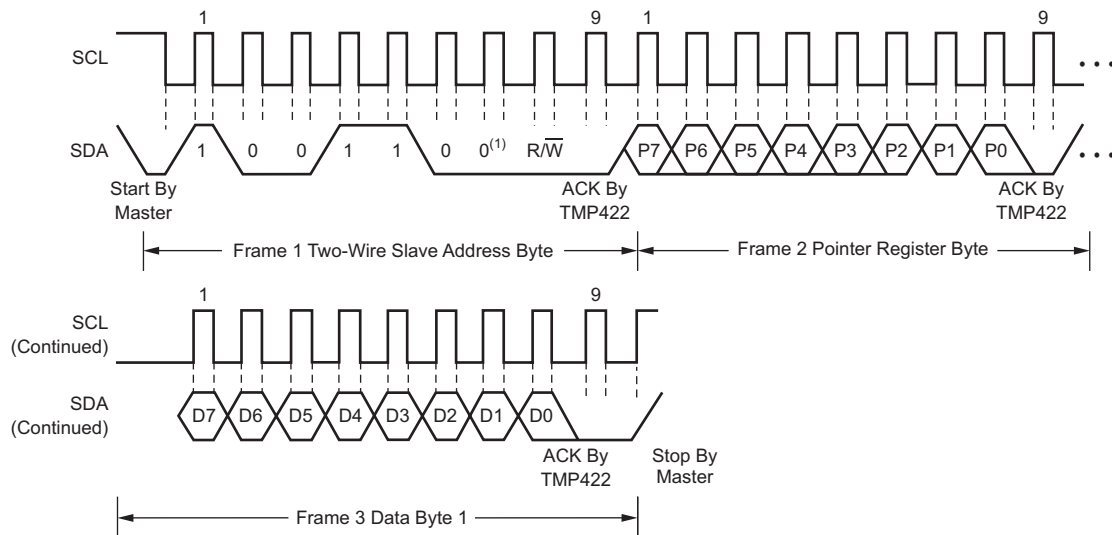 1 9 1 9
SCL
SDA 1 0 0 1 1 0 0(1) R/W P7 P6 P5 P4 P3 P2 P1 P0
Start By
Master
ACK By
TMP422
ACK By
TMP422
Frame 1 Two-Wire Slave Address Byte
Frame 2 Pointer Register Byte
1 9
SCL
(Continued)
SDA
(Continued)
D7 D6 D5 D4 D3 D2 D1 D0
ACK By
TMP422
Stop By
Master
Frame 3 Data Byte 1